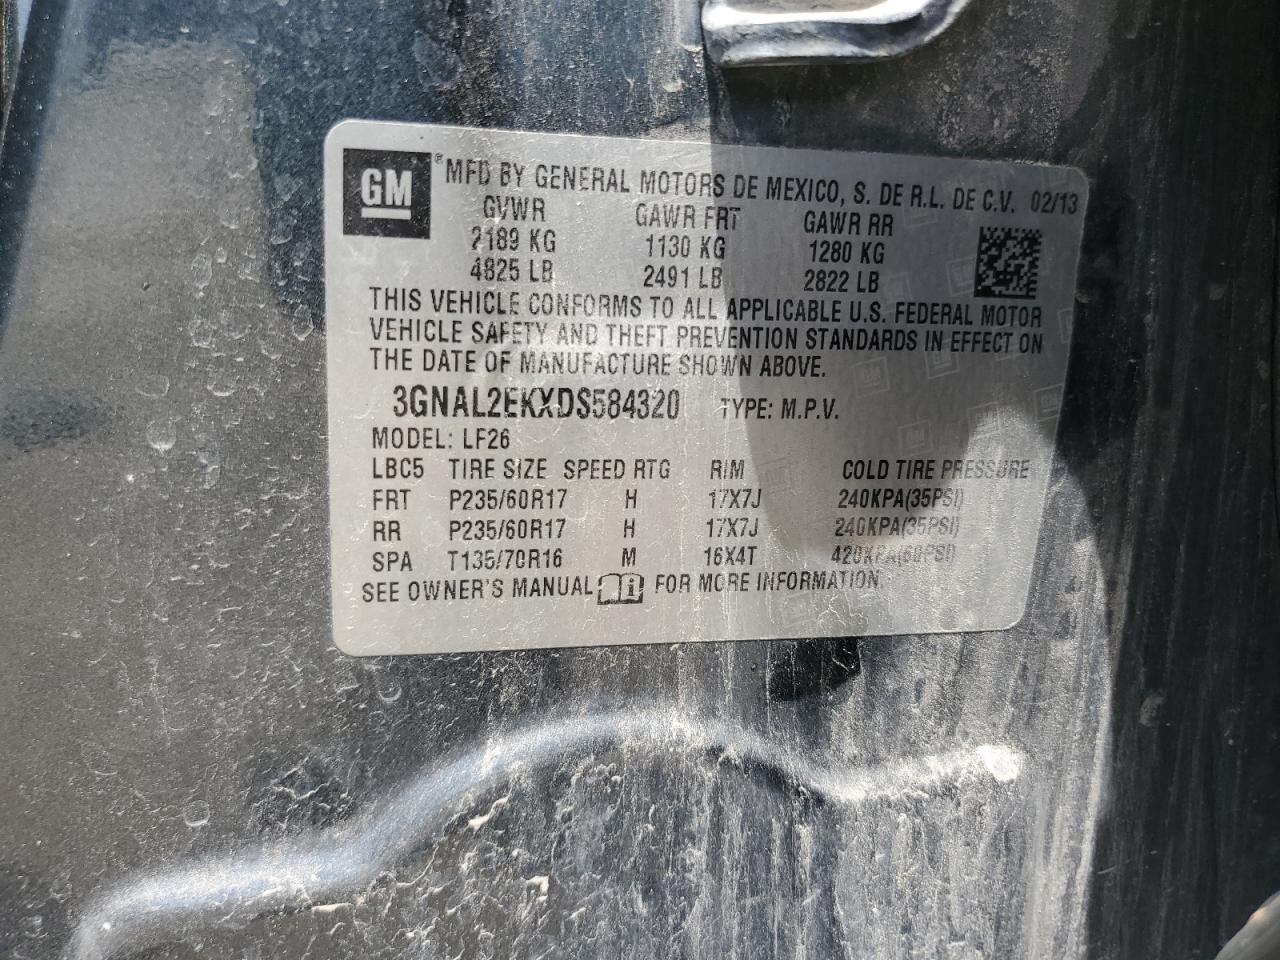 GM ® MFD BY GENERAL MOTORS DE MEXICO, S. DE R.L. DE C.V. 02/13
GVWR GAWR FRT GAWR RR
2189 KG 1130 KG 1280 KG
4825 LB 2491 LB 2822 LB
THIS VEHICLE CONFORMS TO ALL APPLICABLE U.S. FEDERAL MOTOR
VEHICLE SAFETY AND THEFT PREVENTION STANDARDS IN EFFECT ON
THE DATE OF MANUFACTURE SHOWN ABOVE.
3GNAL2EKXDS584320 TYPE: M.P.V.
MODEL: LF26
LBC5 TIRE SIZE SPEED RTG RIM COLD TIRE PRESSURE
FRT P235/60R17 H 17X7J 240KPA(35PSI)
RR P235/60R17 H 17X7J 240KPA(35PSI)
SPA T135/70R16 M 16X4T 420KPA(60PSI)
SEE OWNER'S MANUAL FOR MORE INFORMATION.